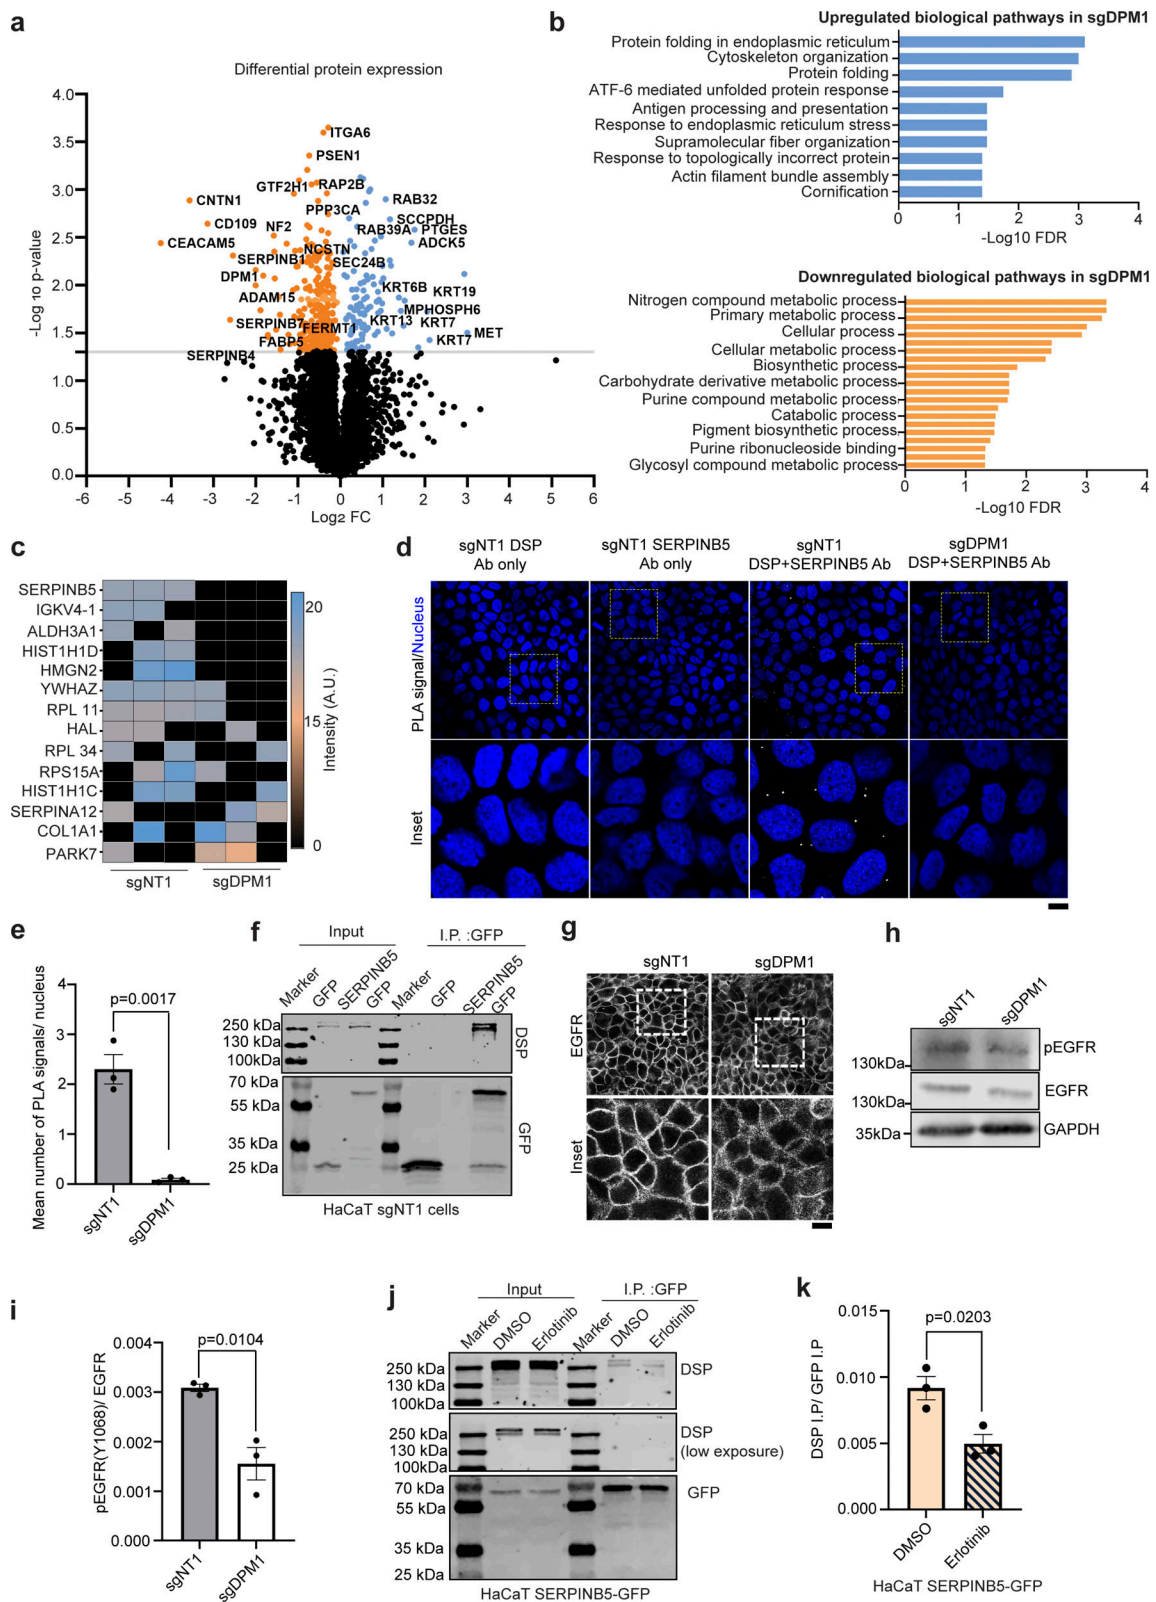 a
Differential protein expression
-Log 10 p-value
4.0
3.5
3.0
2.5
2.0
1.5
1.0
0.5
0.0
ITGA6
PSEN1
GTF2H1
RAP2B
CNTN1
PPP3CA
RAB32
CD109
NF2
SCCPDH
RAB39A
PTGES
CEACAM5
NCSTN
ADCK5
SERPINB1
SEC24B
DPM1
KRT6B
KRT19
ADAM15
MPHOSPH6
SERPINB7
FERMT1
KRT13
KRT7
FABP5
MET
KRT7
SERPINB4
-6 -5 -4 -3 -2 -1 0 1 2 3 4 5 6
Log2 FC
b
Upregulated biological pathways in sgDPM1
Protein folding in endoplasmic reticulum
Cytoskeleton organization
Protein folding
ATF-6 mediated unfolded protein response
Antigen processing and presentation
Response to endoplasmic reticulum stress
Supramolecular fiber organization
Response to topologically incorrect protein
Actin filament bundle assembly
Cornification
0 1 2 3 4
-Log10 FDR
Downregulated biological pathways in sgDPM1
Nitrogen compound metabolic process
Primary metabolic process
Cellular process
Cellular metabolic process
Biosynthetic process
Carbohydrate derivative metabolic process
Purine compound metabolic process
Catabolic process
Pigment biosynthetic process
Purine ribonucleoside binding
Glycosyl compound metabolic process
0 1 2 3 4
-Log10 FDR
c
SERPINB5
IGKV4-1
ALDH3A1
HIST1H1D
HMGN2
YWHAZ
RPL 11
HAL
RPL 34
RPS15A
HIST1H1C
SERPINA12
COL1A1
PARK7
sgNT1 sgDPM1
20
15
0
Intensity (A.U.)
d
sgNT1 DSP
Ab only
sgNT1 SERPINB5
Ab only
sgNT1
DSP+SERPINB5 Ab
sgDPM1
DSP+SERPINB5 Ab
PLA signal/Nucleus
Inset
e
Mean number of PLA signals/ nucleus
4
3
2
1
0
p=0.0017
sgNT1
sgDPM1
f
Input I.P. :GFP
Marker
GFP
SERPINB5
GFP
Marker
GFP
SERPINB5
GFP
250 kDa
130 kDa
100kDa
DSP
70 kDa
55 kDa
35 kDa
25 kDa
GFP
HaCaT sgNT1 cells
g
sgNT1 sgDPM1
EGFR
Inset
h
sgNT1
sgDPM1
130kDa
pEGFR
130kDa
EGFR
35kDa
GAPDH
i
pEGFR(Y1068)/ EGFR
0.004
0.003
0.002
0.001
0.000
p=0.0104
sgNT1
sgDPM1
j
Input I.P. :GFP
Marker
DMSO
Erlotinib
Marker
DMSO
Erlotinib
250 kDa
130 kDa
100kDa
DSP
250 kDa
130 kDa
100kDa
DSP
(low exposure)
70 kDa
55 kDa
35 kDa
25 kDa
GFP
HaCaT SERPINB5-GFP
k
DSP I.P/ GFP I.P
0.015
0.010
0.005
0.000
p=0.0203
DMSO
Erlotinib
HaCaT SERPINB5-GFP